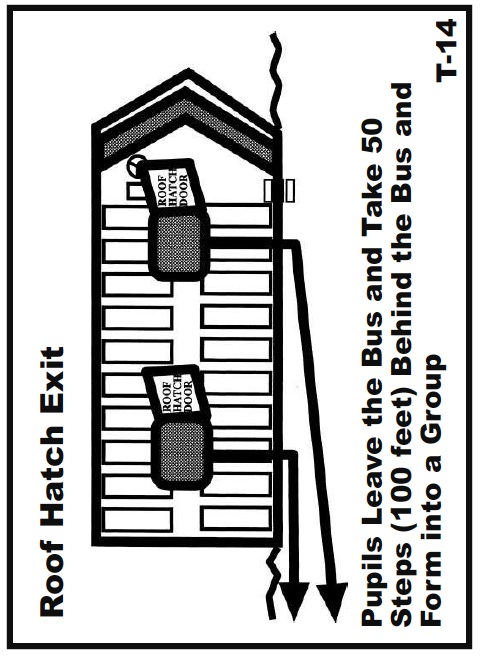 Roof Hatch Exit
ROOF
HATCH
DOOR
ROOF
HATCH
DOOR
Pupils Leave the Bus and Take 50
Steps (100 feet) Behind the Bus and
Form into a Group
T-14